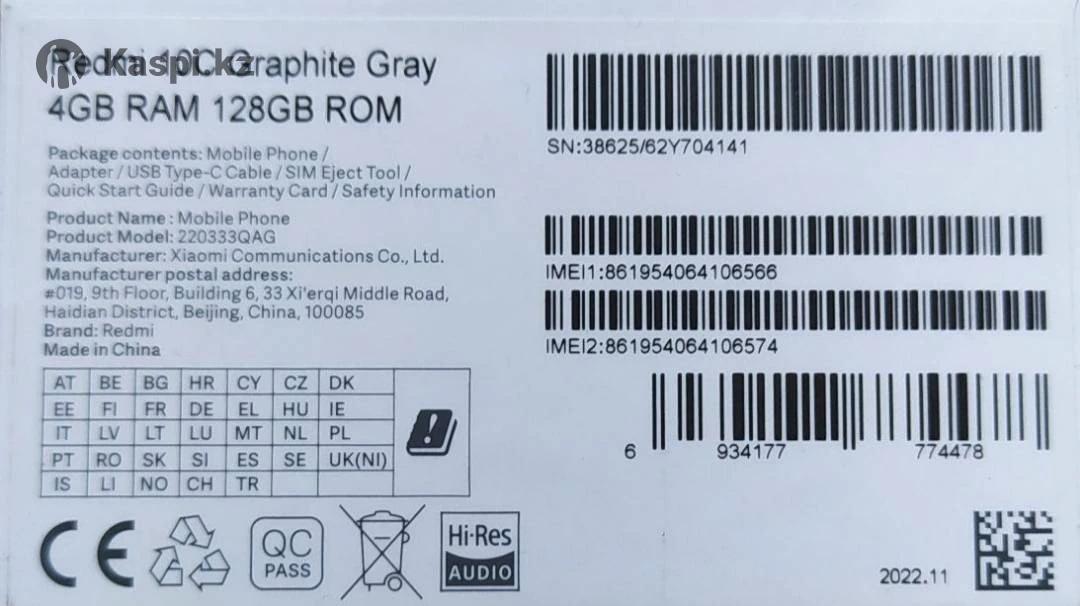 Redmi 10C Graphite Gray
Kaspi.kz
4GB RAM 128GB ROM
Package contents: Mobile Phone /
Adapter / USB Type-C Cable / SIM Eject Tool /
Quick Start Guide / Warranty Card / Safety Information
Product Name : Mobile Phone
Product Model: 220333QAG
Manufacturer: Xiaomi Communications Co., Ltd.
Manufacturer postal address:
#019, 9th Floor, Building 6, 33 Xi'erqi Middle Road,
Haidian District, Beijing, China, 100085
Brand: Redmi
Made in China
AT BE BG HR CY CZ DK
EE FI FR DE EL HU IE
IT LV LT LU MT NL PL
PT RO SK SI ES SE UK(NI)
IS LI NO CH TR
CE
QC
PASS
Hi-Res
AUDIO
SN:38625/62Y704141
IMEI1:861954064106566
IMEI2:861954064106574
6 934177 774478
2022.11